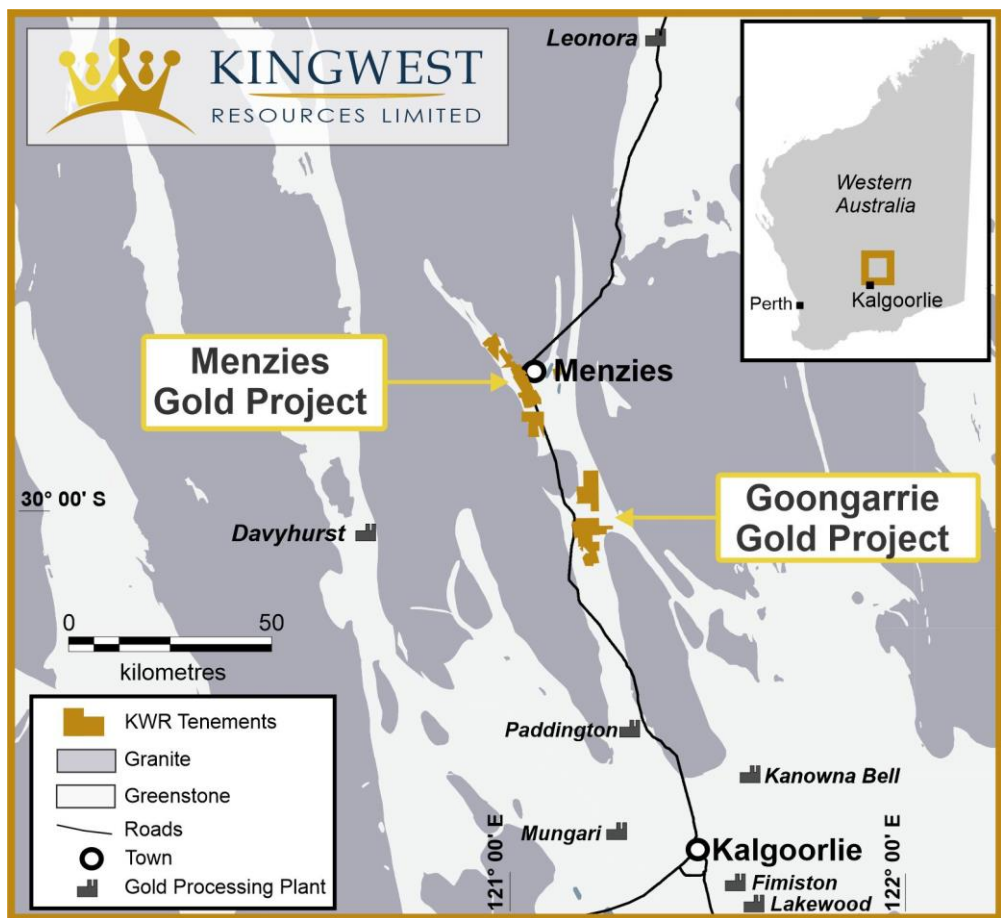 KINGWEST
RESOURCES LIMITED
Leonora
Western
Australia
Perth
Kalgoorlie
Menzies
Gold Project
Menzies
30° 00' S
Davyhurst
Goongarrie
Gold Project
0 50
kilometres
KWR Tenements
Granite
Greenstone
Roads
Town
Gold Processing Plant
Paddington
Kanowna Bell
Mungari
Kalgoorlie
121° 00' E
122° 00' E
Fimiston
Lakewood